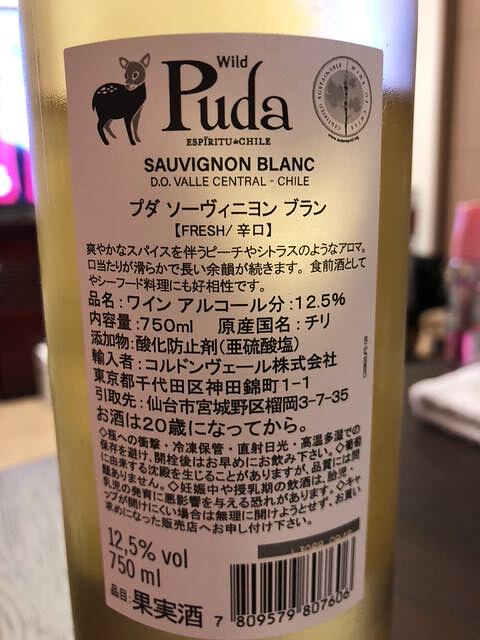 Wild
Puda
ESPÍRITU de CHILE
SAUVIGNON BLANC
D.O. VALLE CENTRAL - CHILE
プダ ソーヴィニヨン ブラン
【FRESH/ 辛口】
爽やかなスパイスを伴うピーチやシトラスのようなアロマ。
口当たりが滑らかで長い余韻が続きます。食前酒として
やシーフード料理にも好相性です。
品名:ワイン アルコール分:12.5%
内容量:750ml 原産国名:チリ
添加物:酸化防止剤(亜硫酸塩)
輸入者:コルドンヴェール株式会社
東京都千代田区神田錦町1-1
引取先:仙台市宮城野区榴岡3-7-35
お酒は20歳になってから。
◇瓶への衝撃・冷凍保管・直射日光・高温多湿での
保存を避け、開栓後はお早めにお飲み下さい。◇葡萄
に由来する沈殿を生じることがありますが、品質には問
題ありません。◇妊娠中や授乳期の飲酒は、胎児・
乳児の発育に悪影響を与える恐れがあります。◇キャ
ップが開けにくい場合は無理に開けようとせず、お買い
求めになった販売店へお申し付け下さい。
12,5% vol
750 ml
品目:果実酒
7 809579 807606